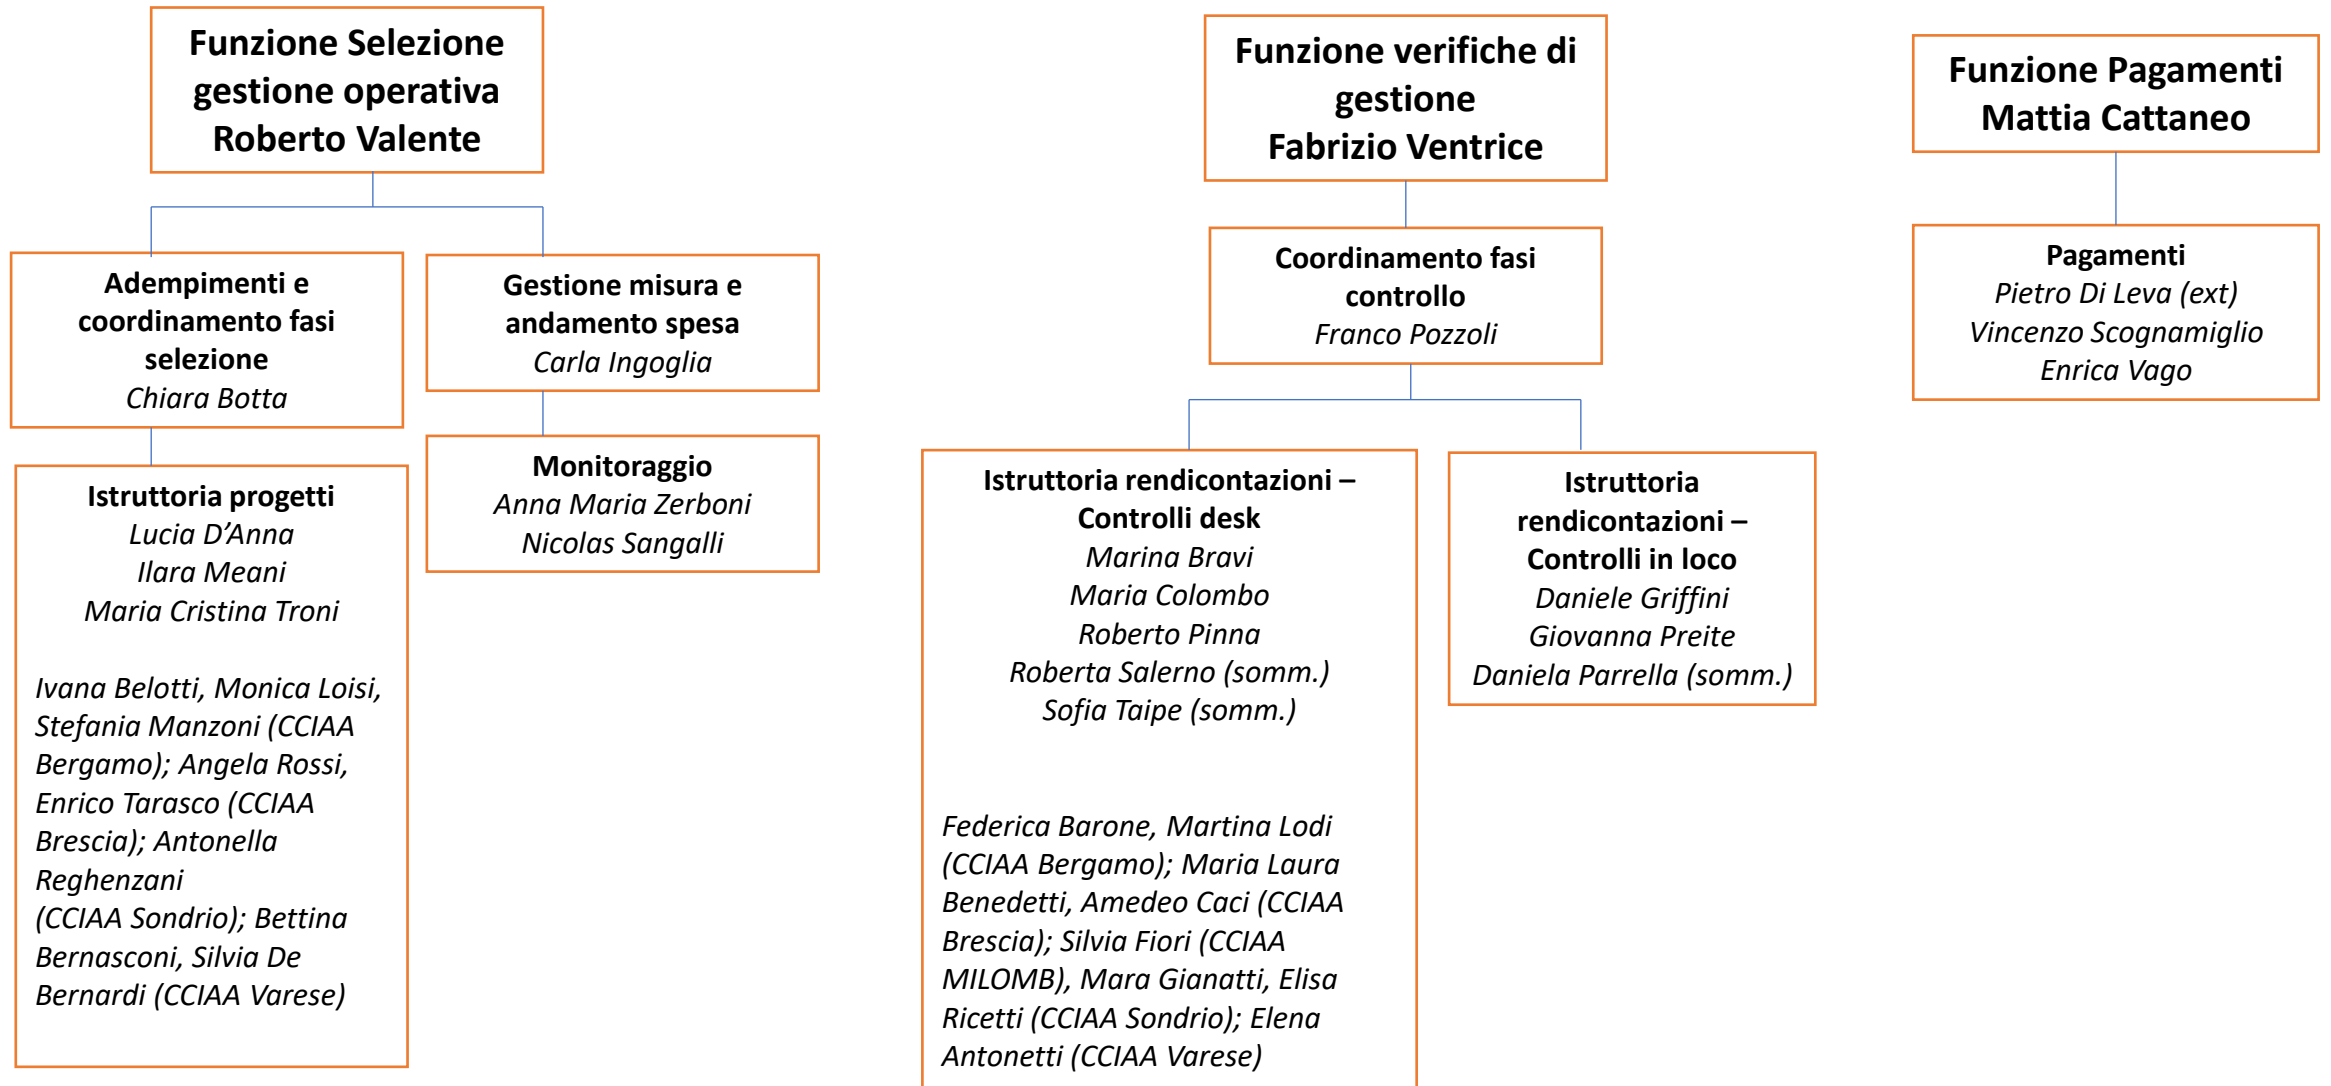 Funzione Selezione
gestione operativa
Roberto Valente
Adempimenti e
coordinamento fasi
selezione
Chiara Botta
Istruttoria progetti
Lucia D’Anna
Ilara Meani
Maria Cristina Troni
Ivana Belotti, Monica Loisi,
Stefania Manzoni (CCIAA
Bergamo); Angela Rossi,
Enrico Tarasco (CCIAA
Brescia); Antonella
Reghenzani
(CCIAA Sondrio); Bettina
Bernasconi, Silvia De
Bernardi (CCIAA Varese)
Gestione misura e
andamento spesa
Carla Ingoglia
Monitoraggio
Anna Maria Zerboni
Nicolas Sangalli
Funzione verifiche di
gestione
Fabrizio Ventrice
Coordinamento fasi
controllo
Franco Pozzoli
Istruttoria rendicontazioni –
Controlli desk
Marina Bravi
Maria Colombo
Roberto Pinna
Roberta Salerno (somm.)
Sofia Taipe (somm.)
Federica Barone, Martina Lodi
(CCIAA Bergamo); Maria Laura
Benedetti, Amedeo Caci (CCIAA
Brescia); Silvia Fiori (CCIAA
MILOMB), Mara Gianatti, Elisa
Ricetti (CCIAA Sondrio); Elena
Antonetti (CCIAA Varese)
Istruttoria
rendicontazioni –
Controlli in loco
Daniele Griffini
Giovanna Preite
Daniela Parrella (somm.)
Funzione Pagamenti
Mattia Cattaneo
Pagamenti
Pietro Di Leva (ext)
Vincenzo Scognamiglio
Enrica Vago